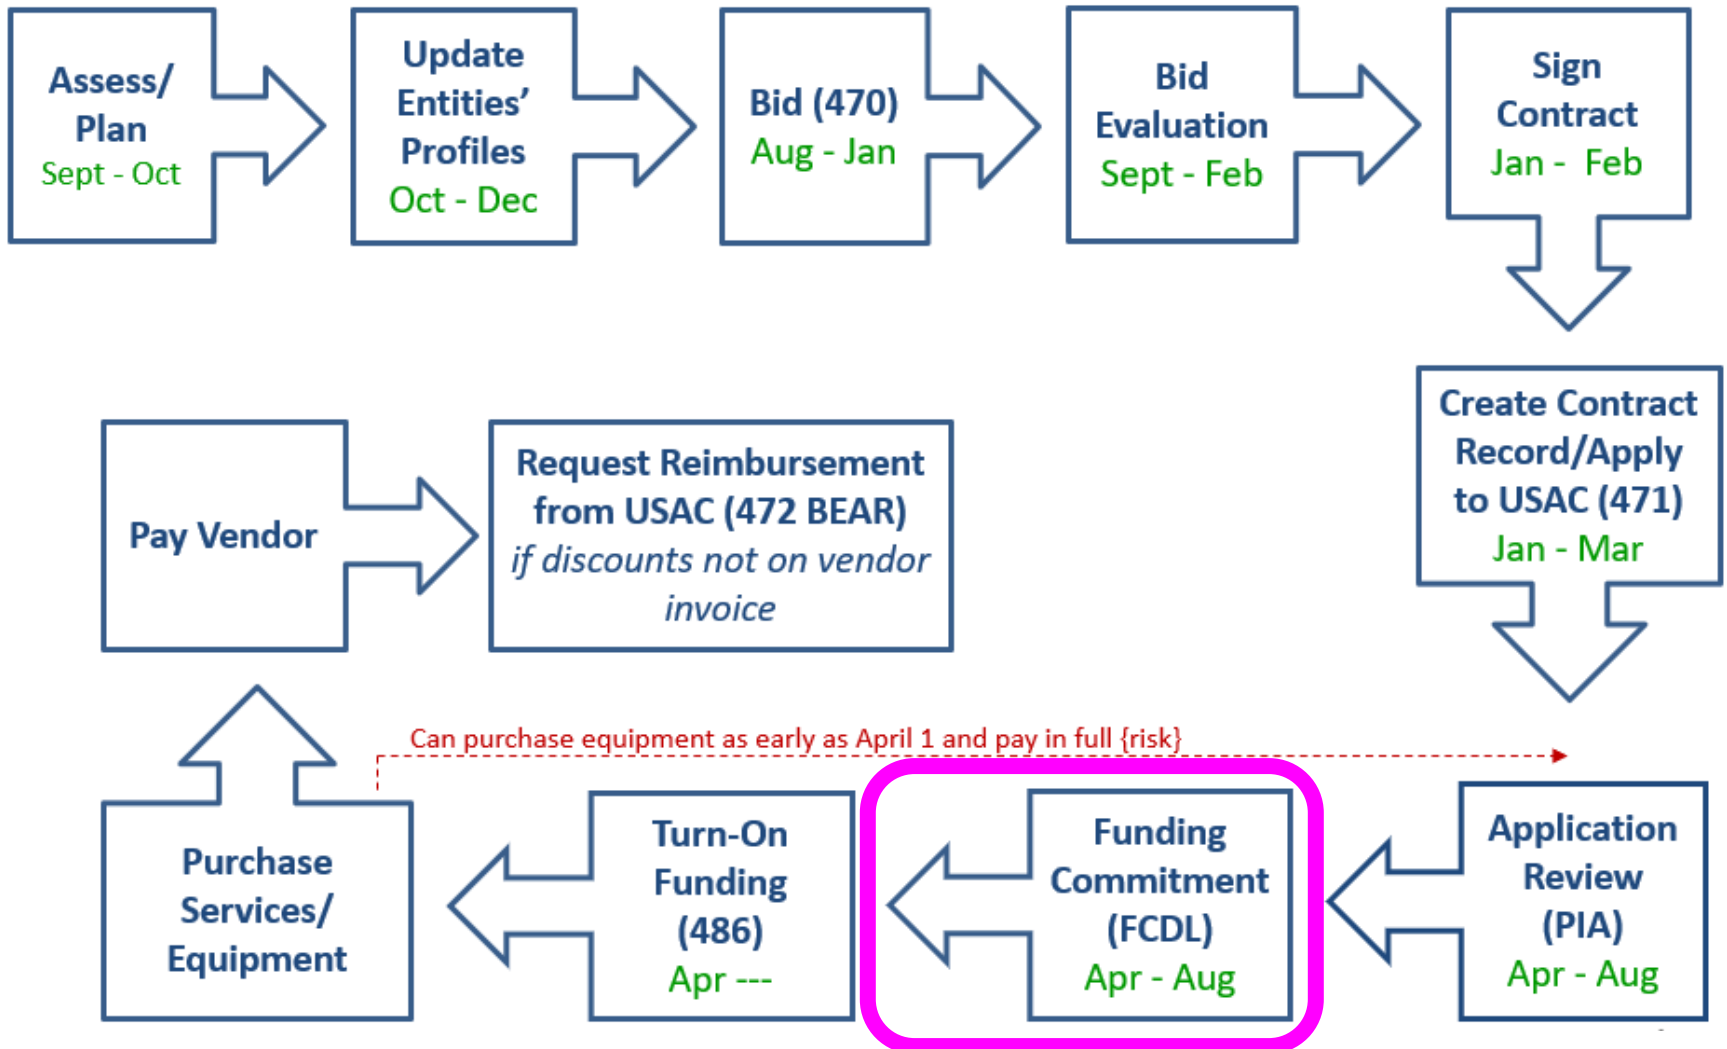 Assess/
Plan
Sept - Oct
Update
Entities’
Profiles
Oct - Dec
Bid (470)
Aug - Jan
Bid
Evaluation
Sept - Feb
Sign
Contract
Jan - Feb
Create Contract
Record/Apply
to USAC (471)
Jan - Mar
Application
Review
(PIA)
Apr - Aug
Funding
Commitment
(FCDL)
Apr - Aug
Turn-On
Funding
(486)
Apr ---
Can purchase equipment as early as April 1 and pay in full {risk}
Purchase
Services/
Equipment
Pay Vendor
Request Reimbursement
from USAC (472 BEAR)
if discounts not on vendor
invoice